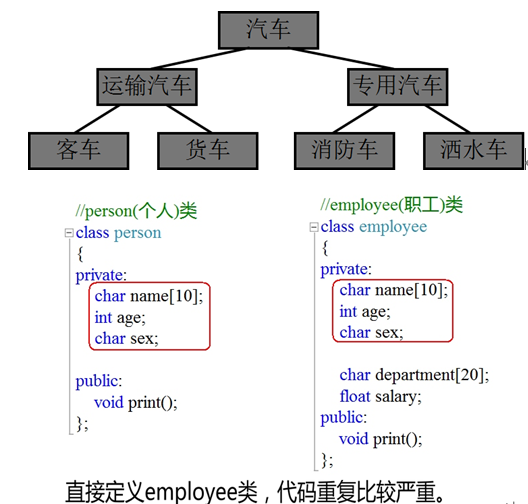 汽车
运输汽车 专用汽车
客车 货车 消防车 洒水车
//person(个人)类
class person
{
private:
char name[10];
int age;
char sex;
public:
void print();
};
//employee(职工)类
class employee
{
private:
char name[10];
int age;
char sex;
char department[20];
float salary;
public:
void print();
};
直接定义employee类，代码重复比较严重。